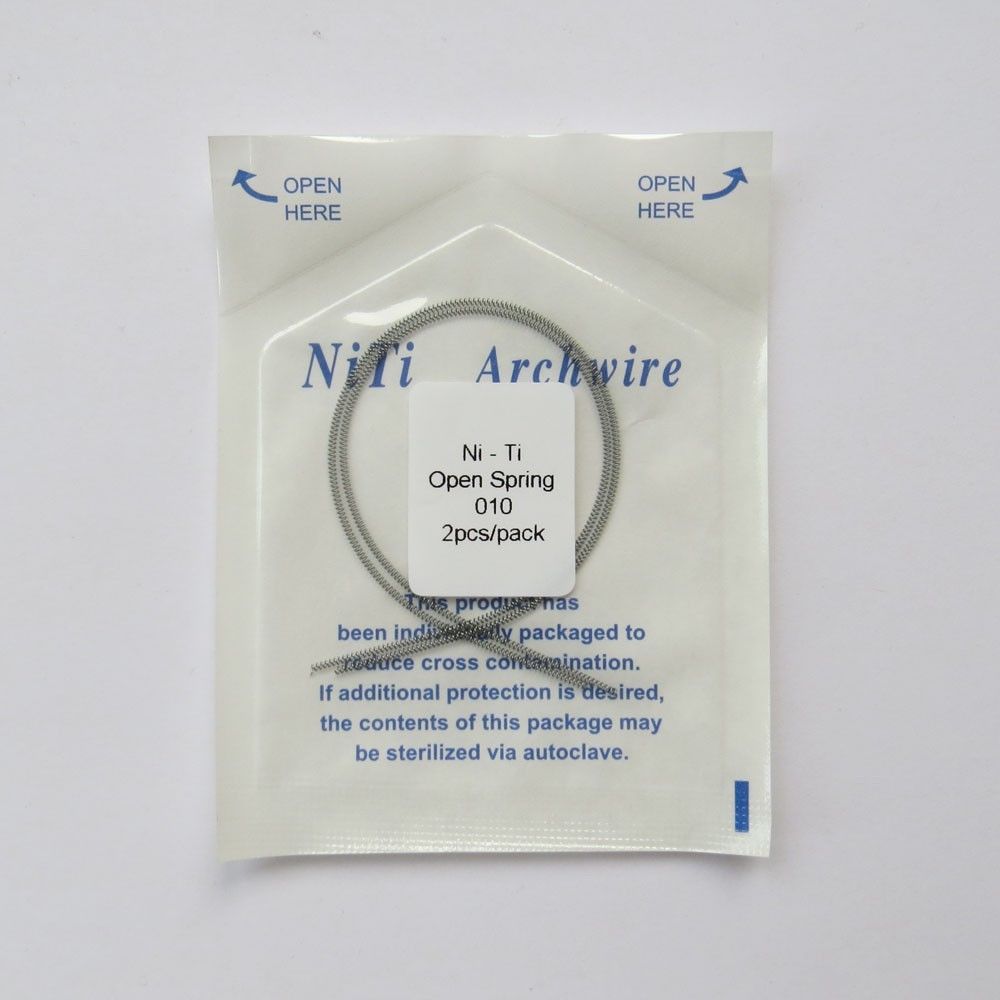 OPEN
HERE
OPEN
HERE
NiTi Archwire
Ni - Ti
Open Spring
010
2pcs/pack
This product has
been individually packaged to
reduce cross contamination.
If additional protection is desired,
the contents of this package may
be sterilized via autoclave.